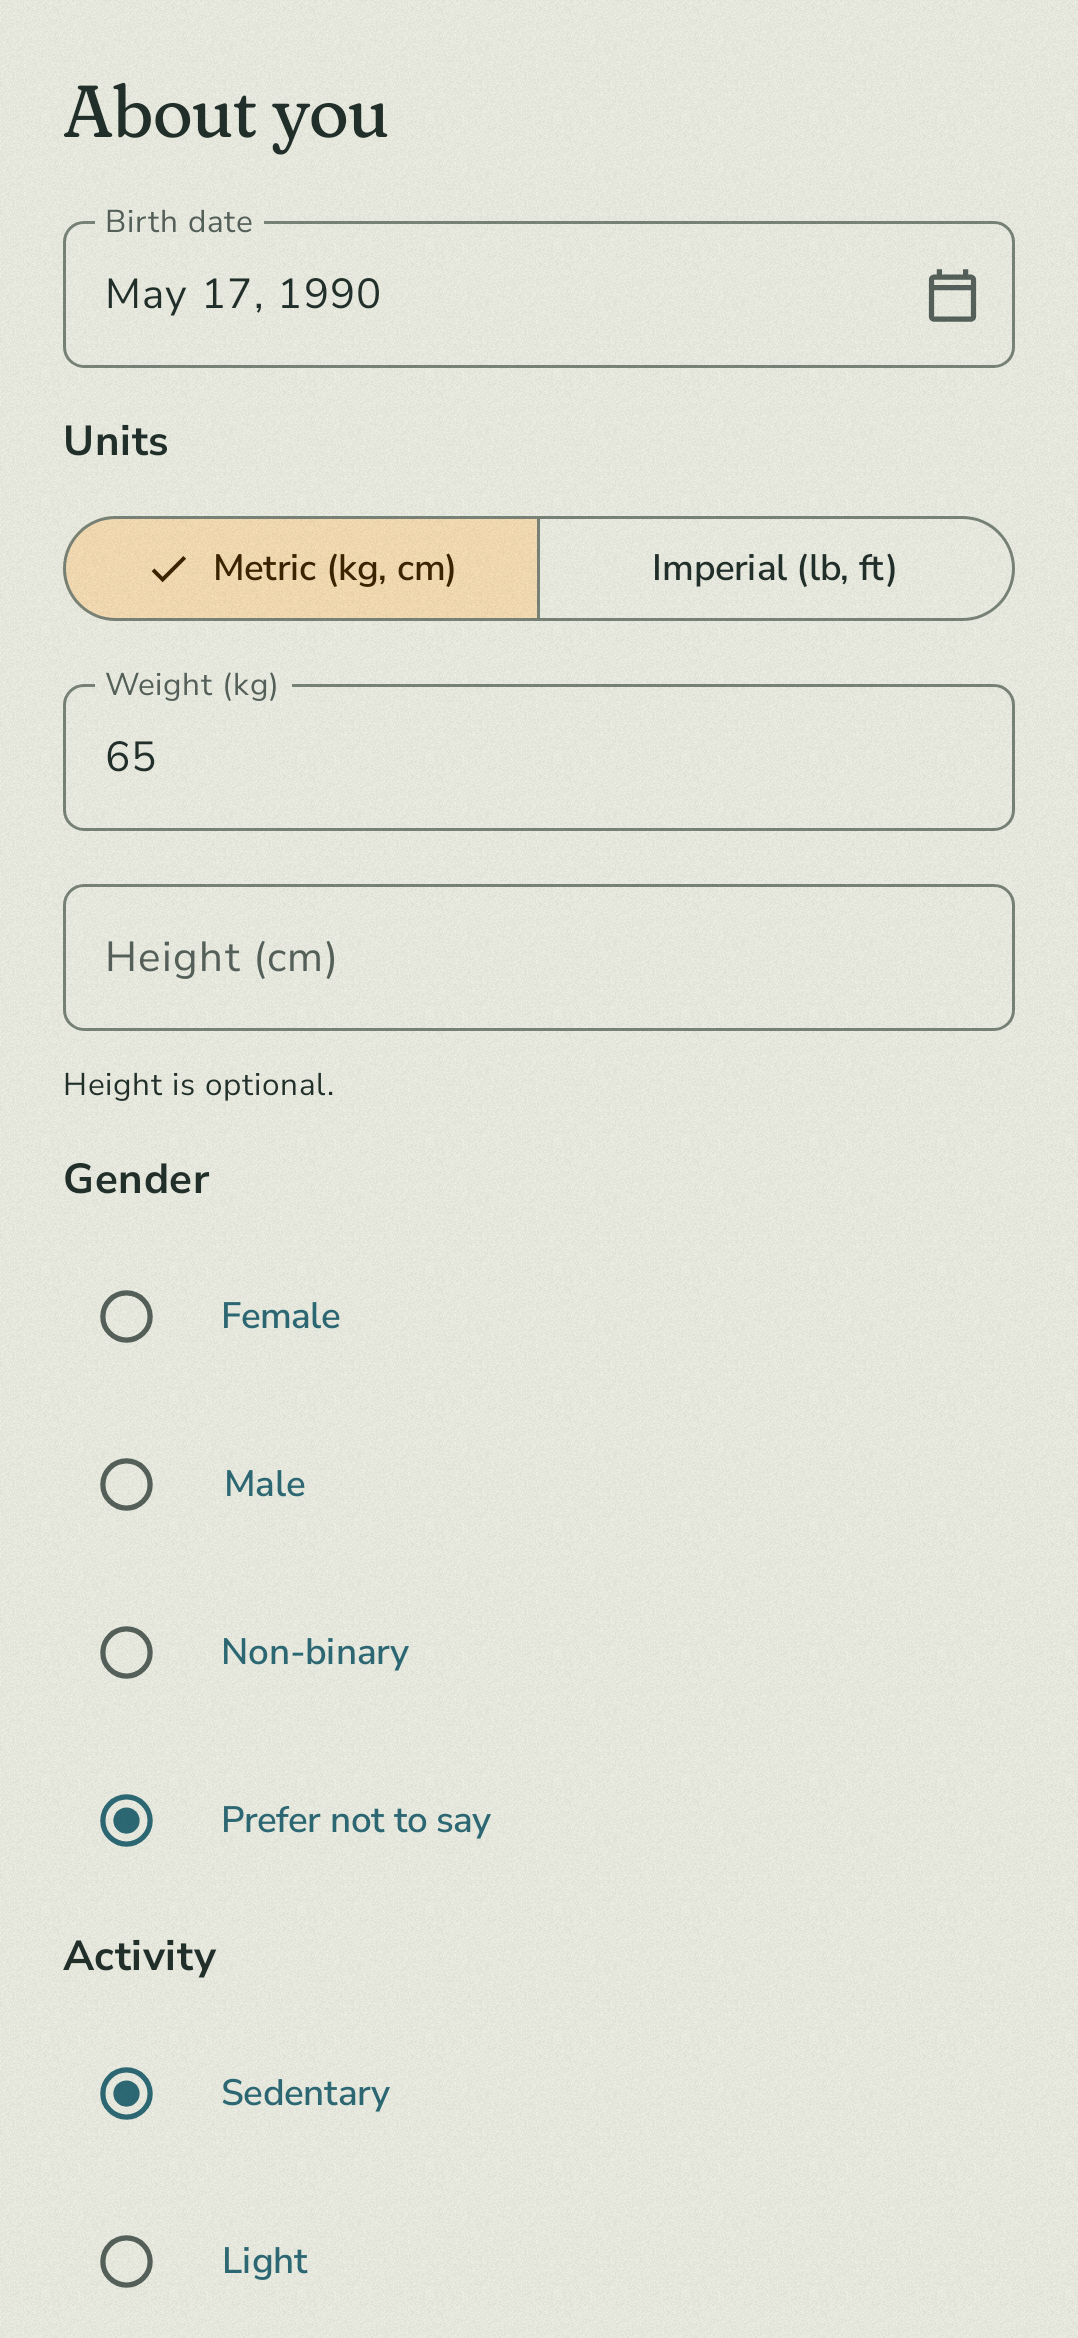 About you
Birth date
May 17, 1990
Units
Metric (kg, cm)
Imperial (lb, ft)
Weight (kg)
65
Height (cm)
Height is optional.
Gender
Female
Male
Non-binary
Prefer not to say
Activity
Sedentary
Light